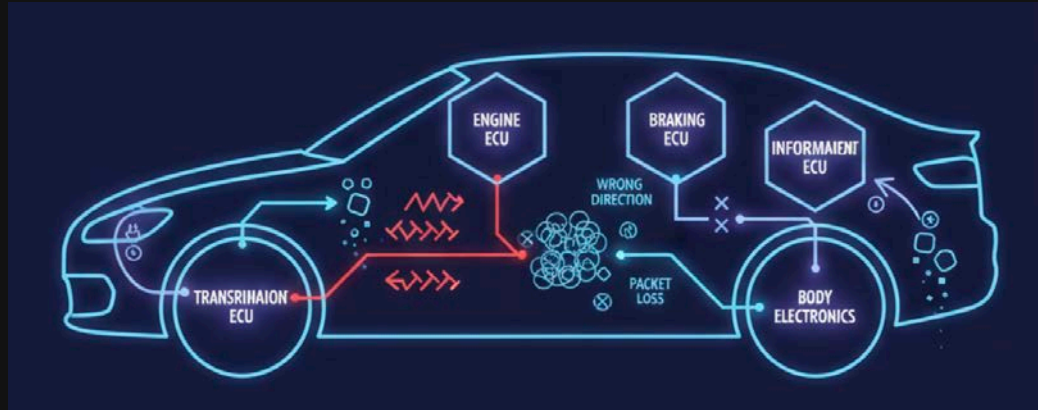 ENGINE
ECU
BRAKING
ECU
INFORMAIENT
ECU
WRONG
DIRECTION
PACKET
LOSS
TRANSRIHAION
ECU
BODY
ELECTRONICS